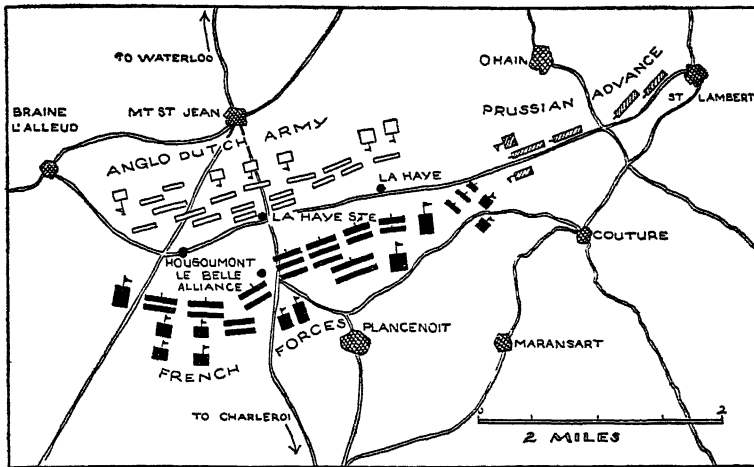 TO WATERLOO
OHAIN
ST LAMBERT
PRUSSIAN ADVANCE
BRAINE
L'ALLEUD
MT ST JEAN
ANGLO DUTCH ARMY
LA HAYE
LA HAYE STE
HOUGOUMONT
LE BELLE
ALLIANCE
COUTURE
FRENCH FORCES
PLANCENOIT
MARANSART
TO CHARLEROI
0 1 2
2 MILES